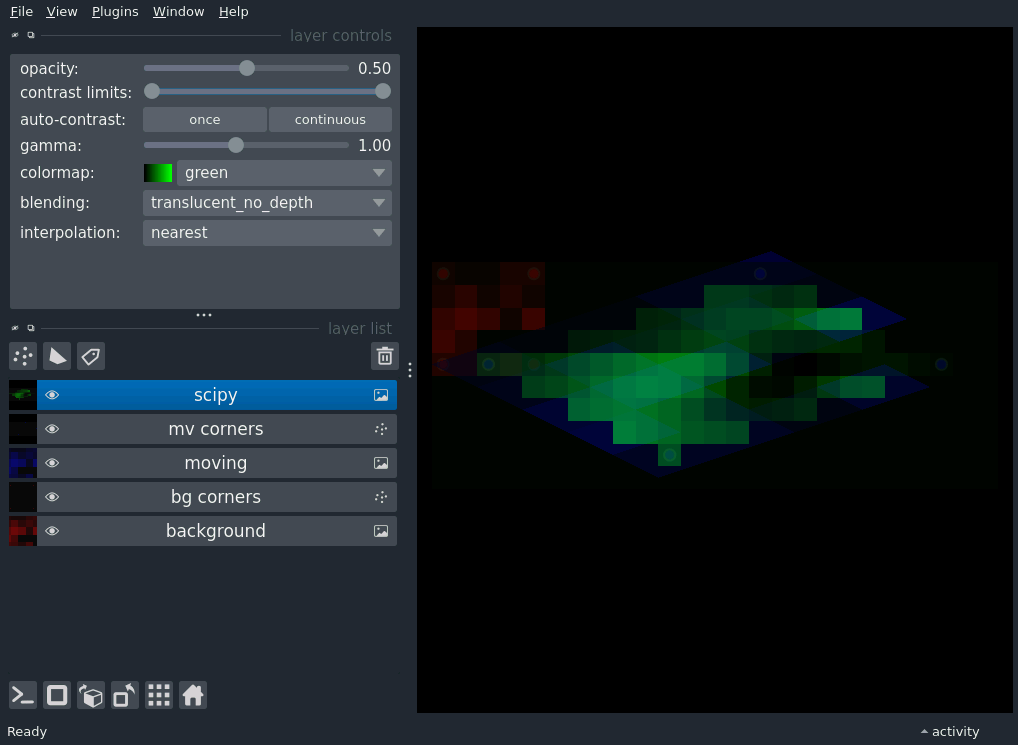 File View Plugins Window Help
layer controls
opacity: 0.50
contrast limits:
auto-contrast: once continuous
gamma: 1.00
colormap: green
blending: translucent_no_depth
interpolation: nearest
layer list
scipy
mv corners
moving
bg corners
background
Ready activity